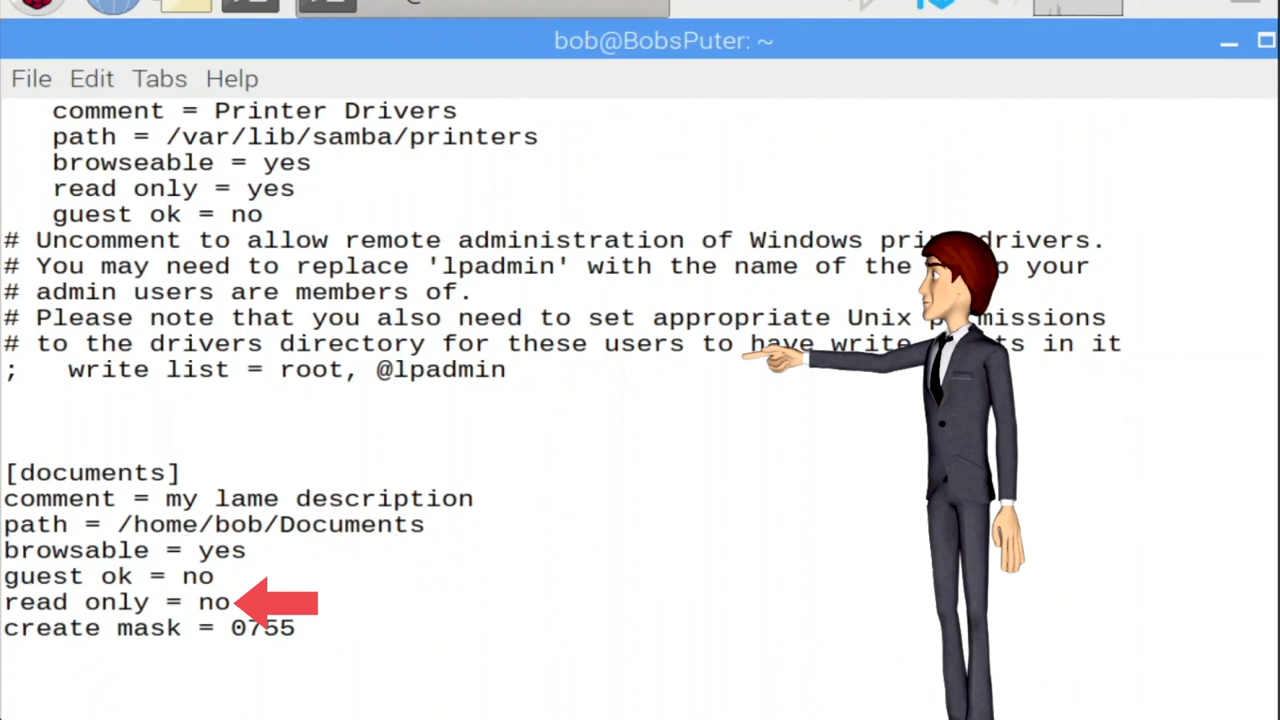 bob@BobsPuter: ~
File Edit Tabs Help
comment = Printer Drivers
path = /var/lib/samba/printers
browseable = yes
read only = yes
guest ok = no
# Uncomment to allow remote administration of Windows drivers.
# You may need to replace 'lpadmin' with the name of the your
# admin users are members of.
# Please note that you also need to set appropriate Unix
# to the drivers directory for these users to have write in it
; write list = root, @lpadmin
[documents]
comment = my lame description
path = /home/bob/Documents
browsable = yes
guest ok = no
read only = no
create mask = 0755